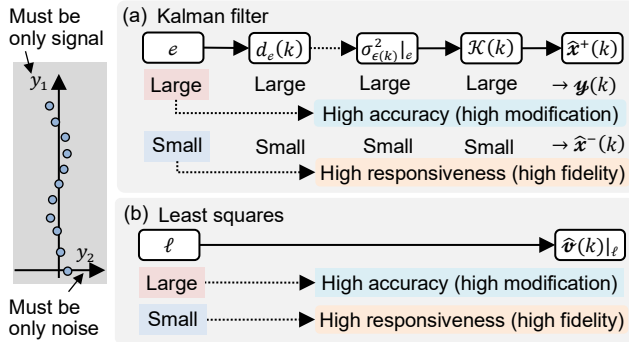 Must be
only signal
y₁
y₂
Must be
only noise
(a) Kalman filter
e
dₑ(k)
σ²_ϵ(k)|ₑ
𝒦(k)
x̂⁺(k)
Large Large Large Large → y(k)
High accuracy (high modification)
Small Small Small Small → x̂⁻(k)
High responsiveness (high fidelity)
(b) Least squares
ℓ
v̂(k)|_ℓ
Large High accuracy (high modification)
Small High responsiveness (high fidelity)